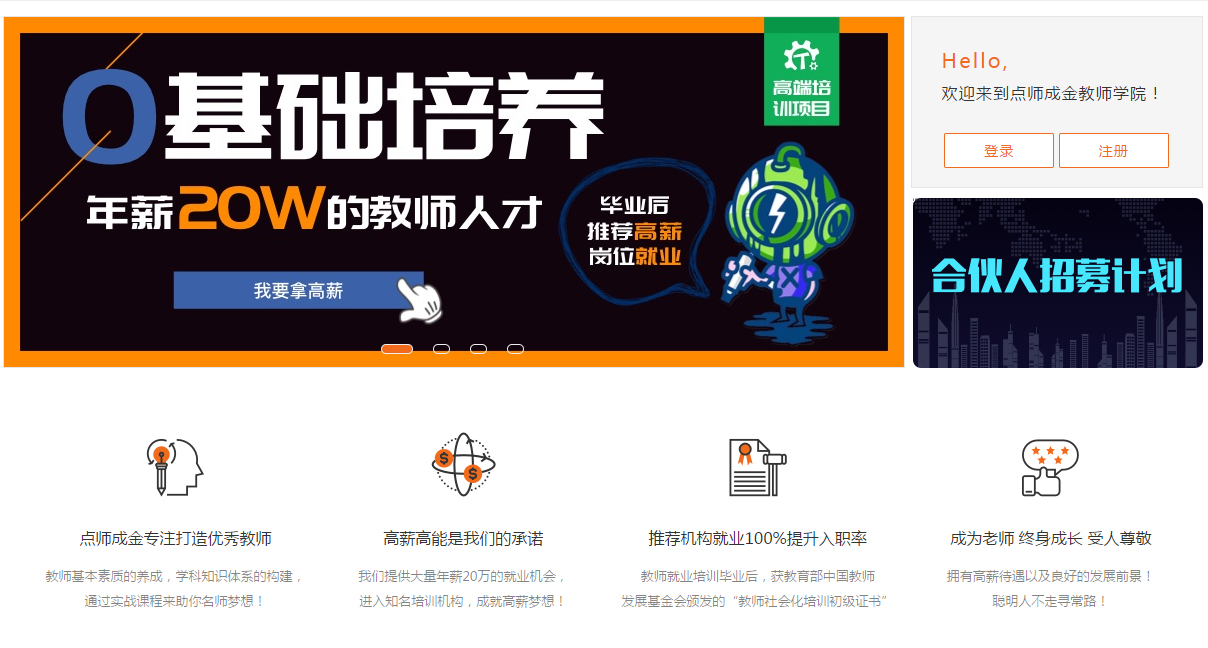 0基础培养
年薪20W的教师人才
我要拿高薪
高端培
训项目
毕业后
推荐高薪
岗位就业
Hello,
欢迎来到点师成金教师学院！
登录
注册
合伙人招募计划
点师成金专注打造优秀教师
教师基本素质的养成，学科知识体系的构建，
通过实战课程来助你名师梦想！
高薪高能是我们的承诺
我们提供大量年薪20万的就业机会，
进入知名培训机构，成就高薪梦想！
推荐机构就业100%提升入职率
教师就业培训毕业后，获教育部中国教师
发展基金会颁发的“教师社会化培训初级证书”
成为老师 终身成长 受人尊敬
拥有高薪待遇以及良好的发展前景！
聪明人不走寻常路！